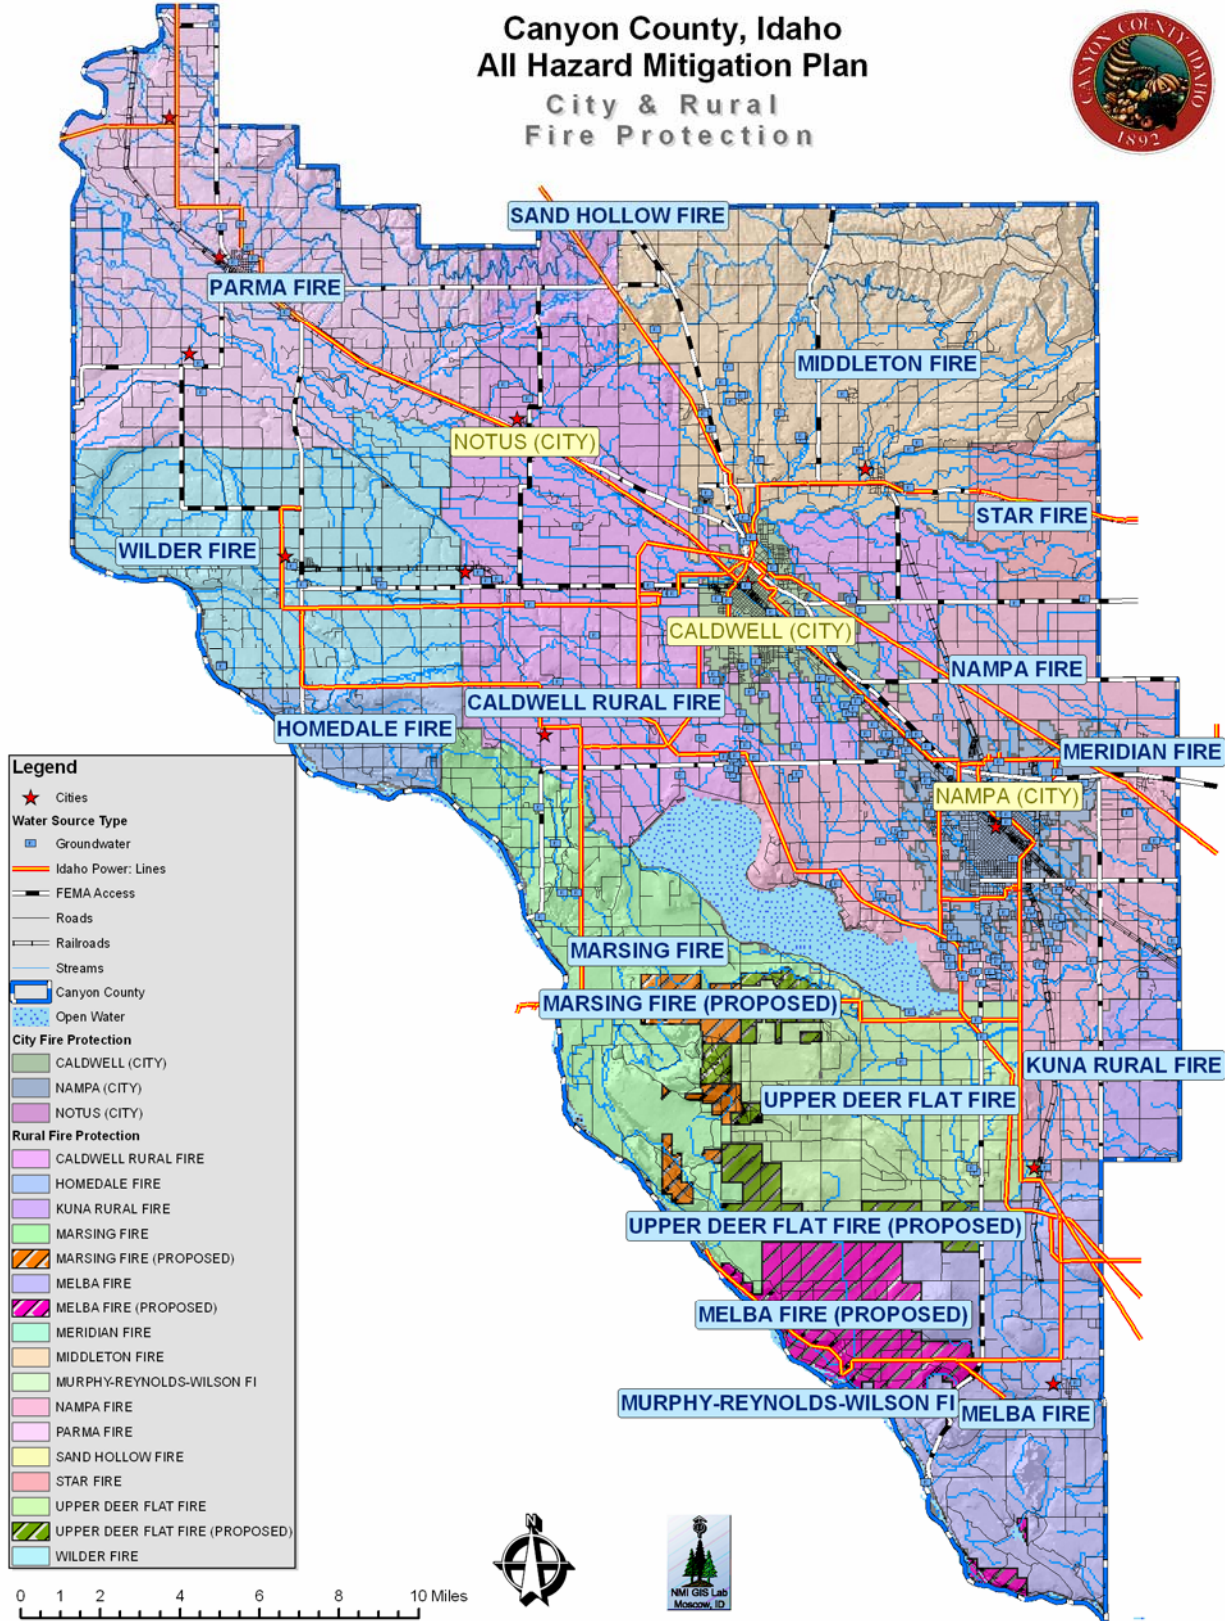 Canyon County, Idaho
All Hazard Mitigation Plan
City & Rural
Fire Protection
CANYON COUNTY IDAHO
1892
SAND HOLLOW FIRE
PARMA FIRE
MIDDLETON FIRE
NOTUS (CITY)
STAR FIRE
WILDER FIRE
CALDWELL (CITY)
NAMPA FIRE
CALDWELL RURAL FIRE
HOMEDALE FIRE
MERIDIAN FIRE
NAMPA (CITY)
MARSING FIRE
MARSING FIRE (PROPOSED)
KUNA RURAL FIRE
UPPER DEER FLAT FIRE
UPPER DEER FLAT FIRE (PROPOSED)
MELBA FIRE (PROPOSED)
MURPHY-REYNOLDS-WILSON FI
MELBA FIRE
Legend
Cities
Water Source Type
Groundwater
Idaho Power: Lines
FEMA Access
Roads
Railroads
Streams
Canyon County
Open Water
City Fire Protection
CALDWELL (CITY)
NAMPA (CITY)
NOTUS (CITY)
Rural Fire Protection
CALDWELL RURAL FIRE
HOMEDALE FIRE
KUNA RURAL FIRE
MARSING FIRE
MARSING FIRE (PROPOSED)
MELBA FIRE
MELBA FIRE (PROPOSED)
MERIDIAN FIRE
MIDDLETON FIRE
MURPHY-REYNOLDS-WILSON FI
NAMPA FIRE
PARMA FIRE
SAND HOLLOW FIRE
STAR FIRE
UPPER DEER FLAT FIRE
UPPER DEER FLAT FIRE (PROPOSED)
WILDER FIRE
0 1 2 4 6 8 10 Miles
N
NMI GIS Lab
Moscow, ID